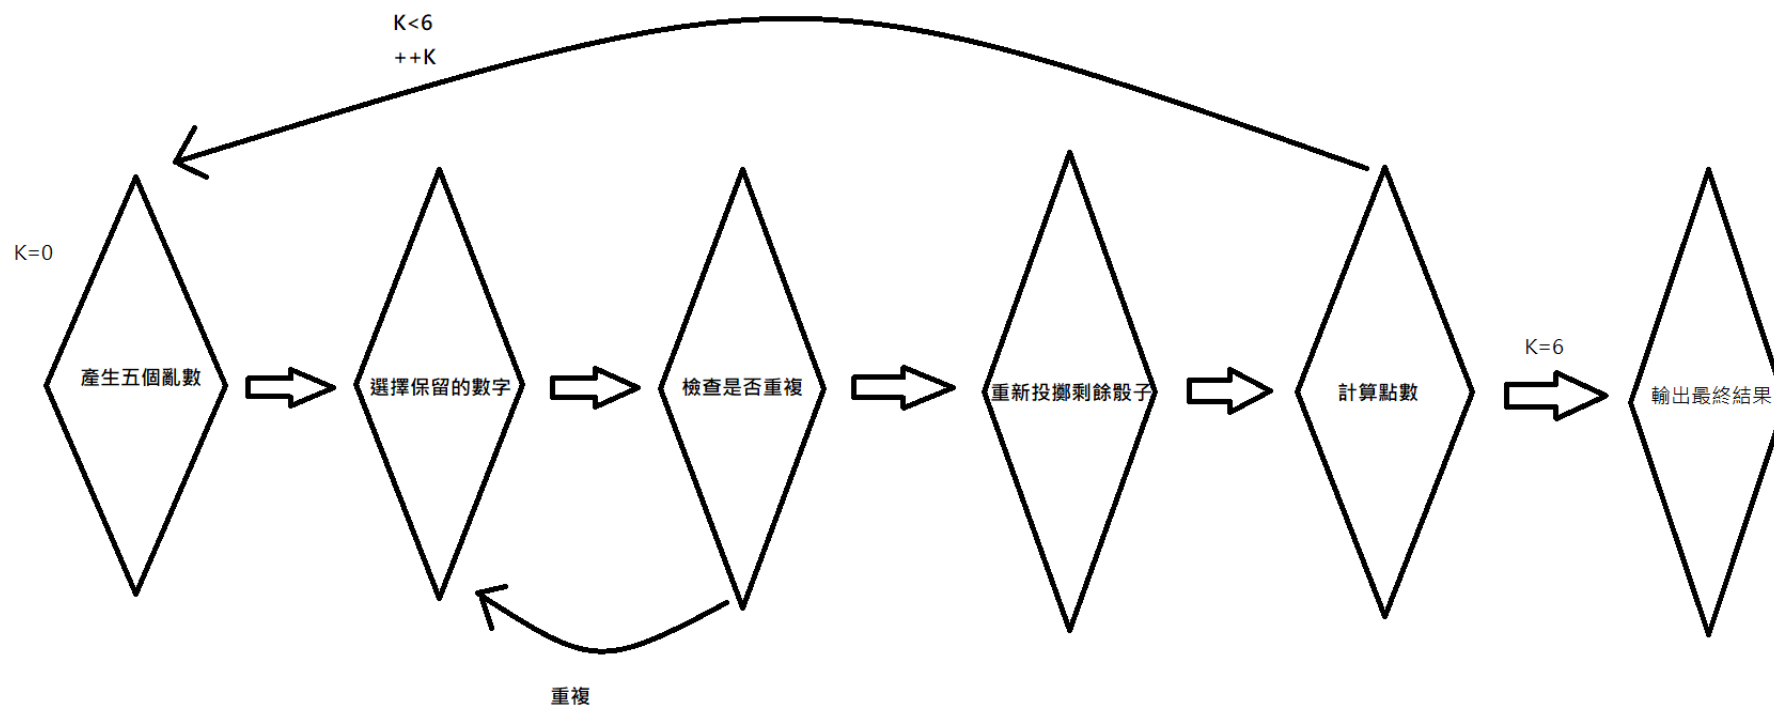 K<6
++K
K=0
產生五個亂數
選擇保留的數字
檢查是否重複
重新投擲剩餘骰子
計算點數
K=6
輸出最終結果
重複